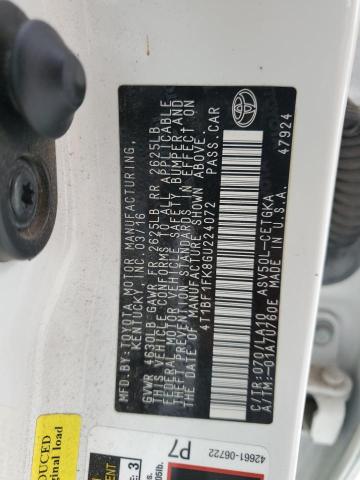 MFD. BY: TOYOTA MOTOR MANUFACTURING,
KENTUCKY, INC. 03/16
GVWR 4630LB GAWR FR 2625LB RR 2625LB
THIS VEHICLE CONFORMS TO ALL APPLICABLE
FEDERAL MOTOR VEHICLE SAFETY, BUMPER AND
THEFT PREVENTION STANDARDS IN EFFECT ON
THE DATE OF MANUFACTURE SHOWN ABOVE.
4T1BF1FK8GU224072 PASS.CAR
C/TR:070/LA10 ASV50L-CETNKA
A/TM:-01A/U760E MADE IN U.S.A.
47924
42661-06722
P7